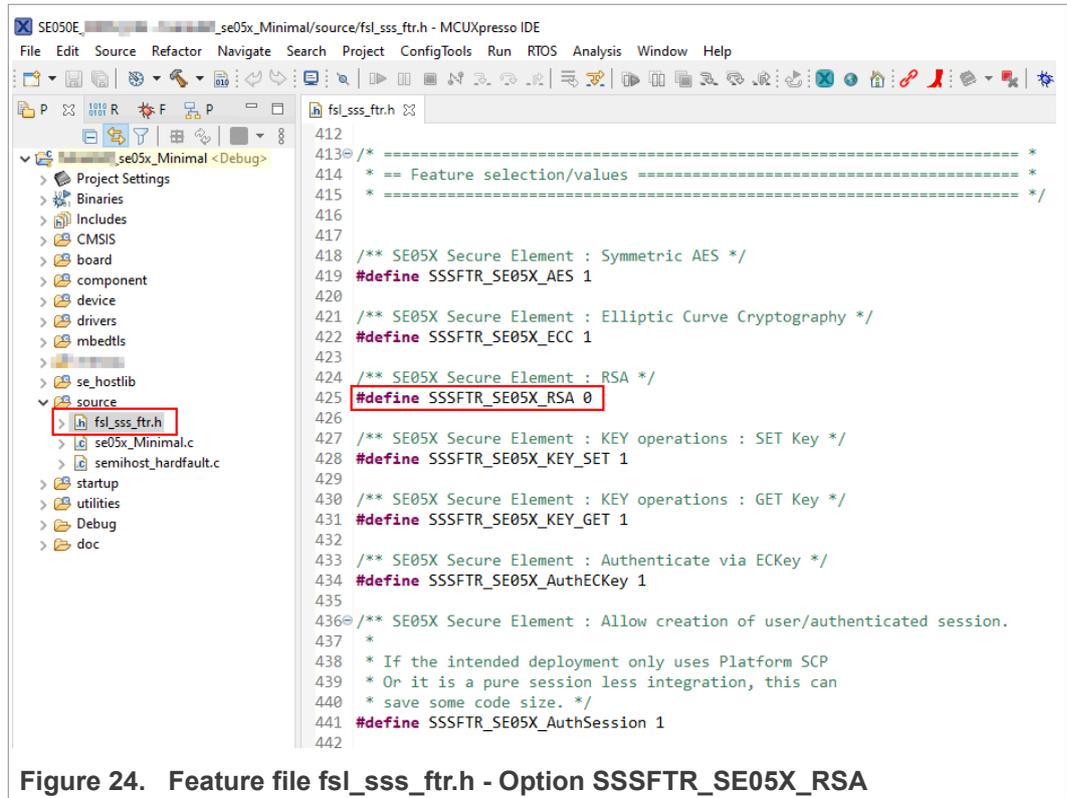 SE050E_ _se05x_Minimal/source/fsl_sss_ftr.h - MCUXpresso IDE
File Edit Source Refactor Navigate Search Project ConfigTools Run RTOS Analysis Window Help
P R F P
fsl_sss_ftr.h
_se05x_Minimal <Debug>
Project Settings
Binaries
Includes
CMSIS
board
component
device
drivers
mbedtls
se_hostlib
source
fsl_sss_ftr.h
se05x_Minimal.c
semihost_hardfault.c
startup
utilities
Debug
doc
412
413 /* ==================================================================== *
414 * == Feature selection/values ========================================= *
415 * ==================================================================== */
416
417
418 /** SE05X Secure Element : Symmetric AES */
419 #define SSSFTR_SE05X_AES 1
420
421 /** SE05X Secure Element : Elliptic Curve Cryptography */
422 #define SSSFTR_SE05X_ECC 1
423
424 /** SE05X Secure Element : RSA */
425 #define SSSFTR_SE05X_RSA 0
426
427 /** SE05X Secure Element : KEY operations : SET Key */
428 #define SSSFTR_SE05X_KEY_SET 1
429
430 /** SE05X Secure Element : KEY operations : GET Key */
431 #define SSSFTR_SE05X_KEY_GET 1
432
433 /** SE05X Secure Element : Authenticate via ECKey */
434 #define SSSFTR_SE05X_AuthECKey 1
435
436 /** SE05X Secure Element : Allow creation of user/authenticated session.
437 *
438 * If the intended deployment only uses Platform SCP
439 * Or it is a pure session less integration, this can
440 * save some code size. */
441 #define SSSFTR_SE05X_AuthSession 1
442
Figure 24. Feature file fsl_sss_ftr.h - Option SSSFTR_SE05X_RSA